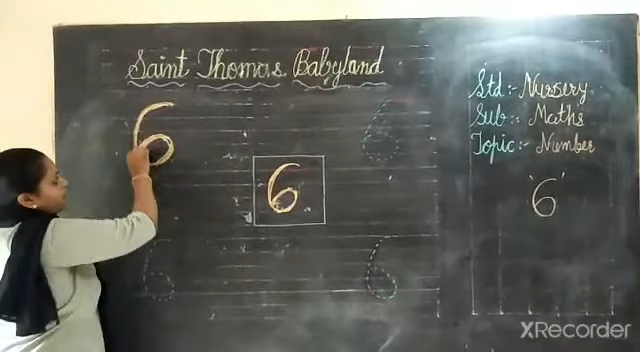 Saint Thomas Babyland
Std :- Nursery
Sub :- Maths
Topic :- Number
'6'
6
6
6
6
6
XRecorder